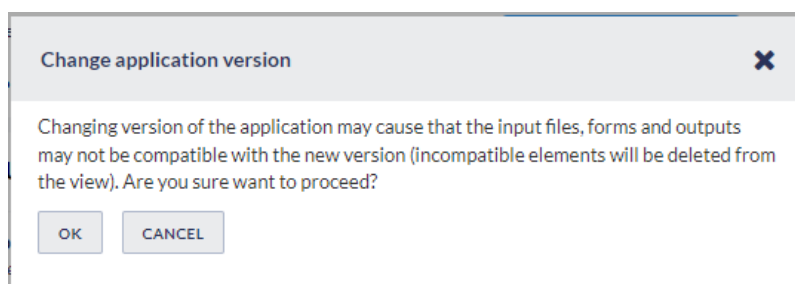 Change application version
Changing version of the application may cause that the input files, forms and outputs
may not be compatible with the new version (incompatible elements will be deleted from
the view). Are you sure want to proceed?
OK CANCEL